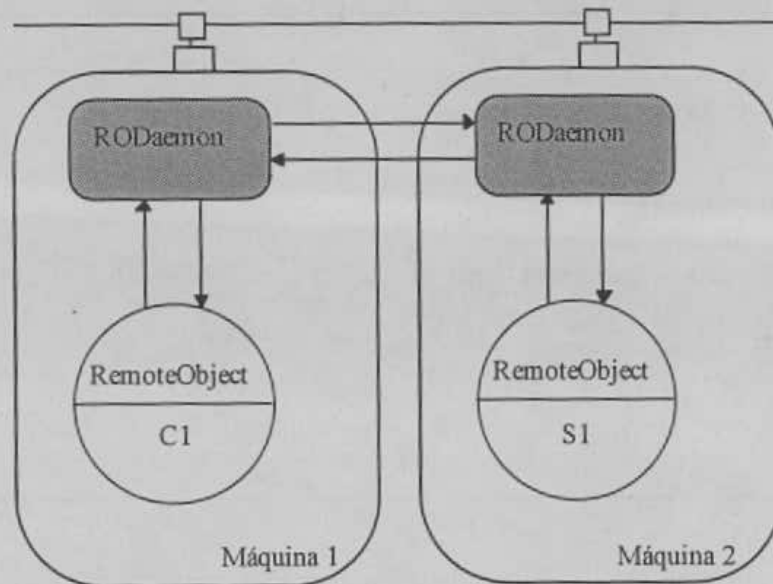 RODaemon
RODaemon
RemoteObject
C1
RemoteObject
S1
Máquina 1
Máquina 2